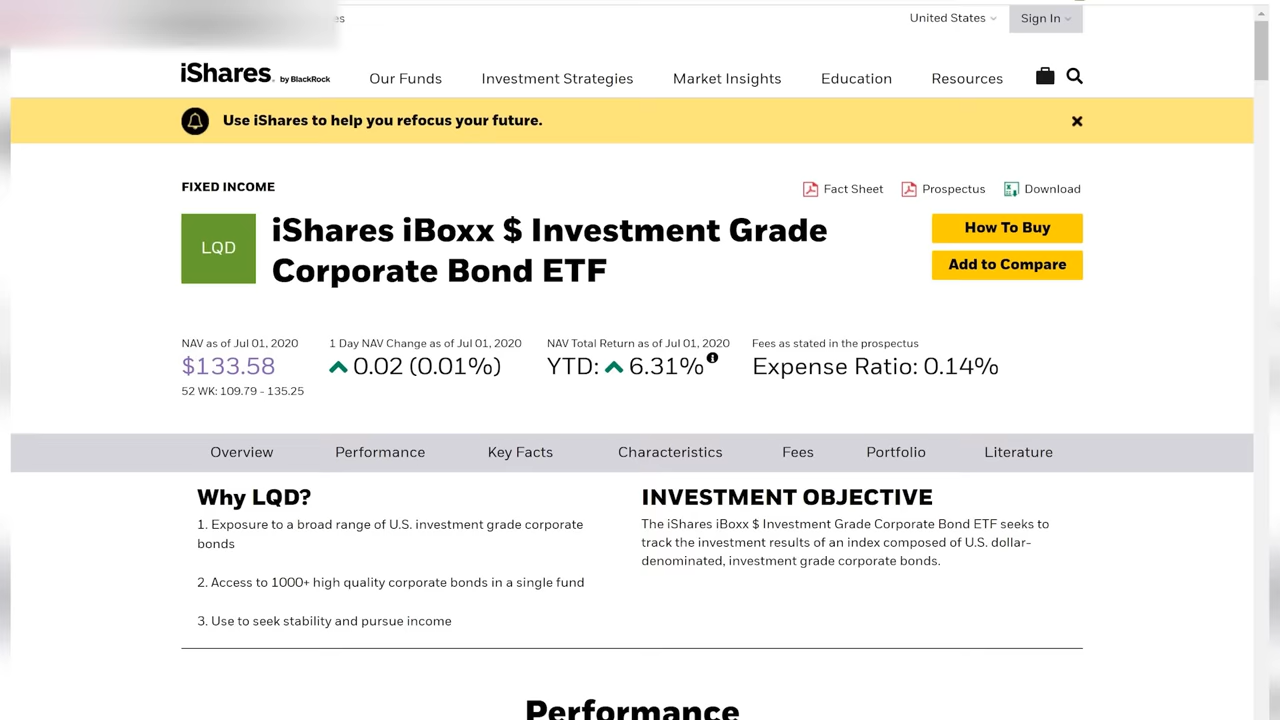 United States
Sign In
iShares. by BlackRock
Our Funds
Investment Strategies
Market Insights
Education
Resources
Use iShares to help you refocus your future.
FIXED INCOME
Fact Sheet
Prospectus
Download
LQD
iShares iBoxx $ Investment Grade
Corporate Bond ETF
How To Buy
Add to Compare
NAV as of Jul 01, 2020
$133.58
52 WK: 109.79 - 135.25
1 Day NAV Change as of Jul 01, 2020
0.02 (0.01%)
NAV Total Return as of Jul 01, 2020
YTD: 6.31%
Fees as stated in the prospectus
Expense Ratio: 0.14%
Overview
Performance
Key Facts
Characteristics
Fees
Portfolio
Literature
Why LQD?
1. Exposure to a broad range of U.S. investment grade corporate
bonds
2. Access to 1000+ high quality corporate bonds in a single fund
3. Use to seek stability and pursue income
INVESTMENT OBJECTIVE
The iShares iBoxx $ Investment Grade Corporate Bond ETF seeks to
track the investment results of an index composed of U.S. dollar-
denominated, investment grade corporate bonds.
Performance